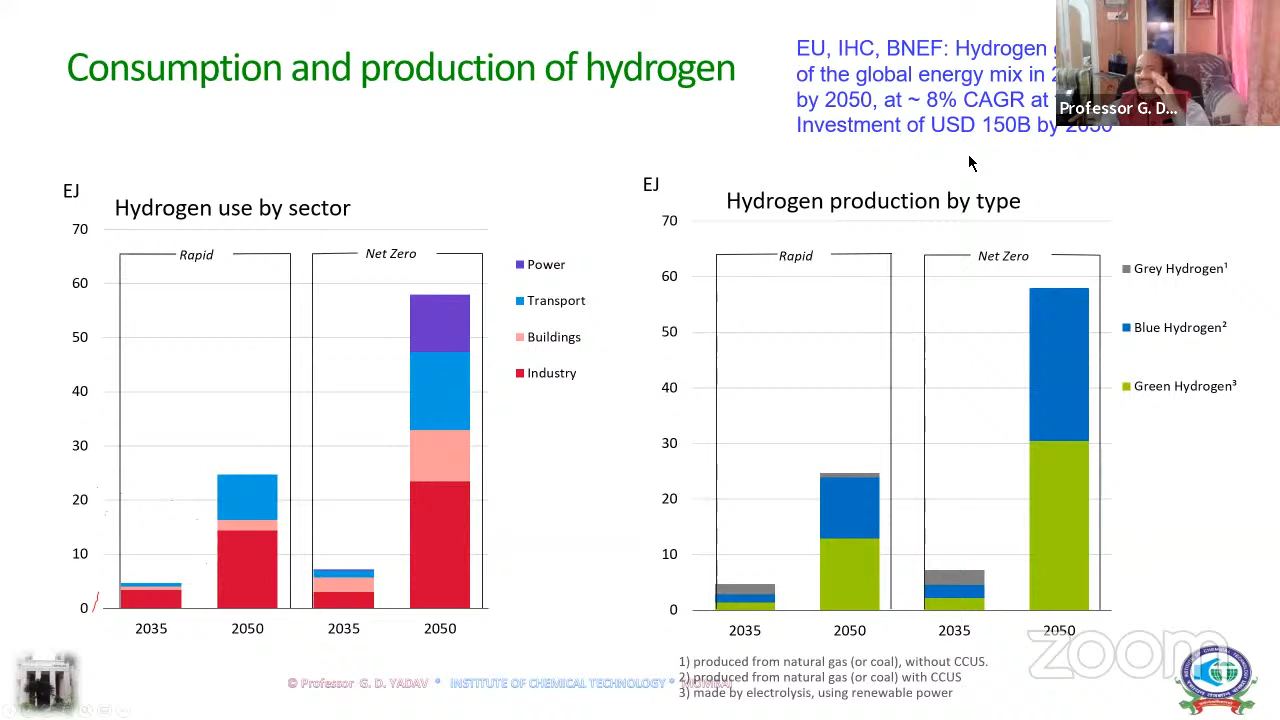 Consumption and production of hydrogen
EU, IHC, BNEF: Hydrogen
of the global energy mix in
by 2050, at ~ 8% CAGR at
Investment of USD 150B by 2050
Professor G. D...
EJ
Hydrogen use by sector
70
60
50
40
30
20
10
0
Rapid
Net Zero
2035
2050
2035
2050
Power
Transport
Buildings
Industry
EJ
Hydrogen production by type
70
60
50
40
30
20
10
0
Rapid
Net Zero
2035
2050
2035
2050
Grey Hydrogen¹
Blue Hydrogen²
Green Hydrogen³
zoom
1) produced from natural gas (or coal), without CCUS.
2) produced from natural gas (or coal) with CCUS
3) made by electrolysis, using renewable power
© Professor G. D. YADAV * INSTITUTE OF CHEMICAL TECHNOLOGY * MUMBAI